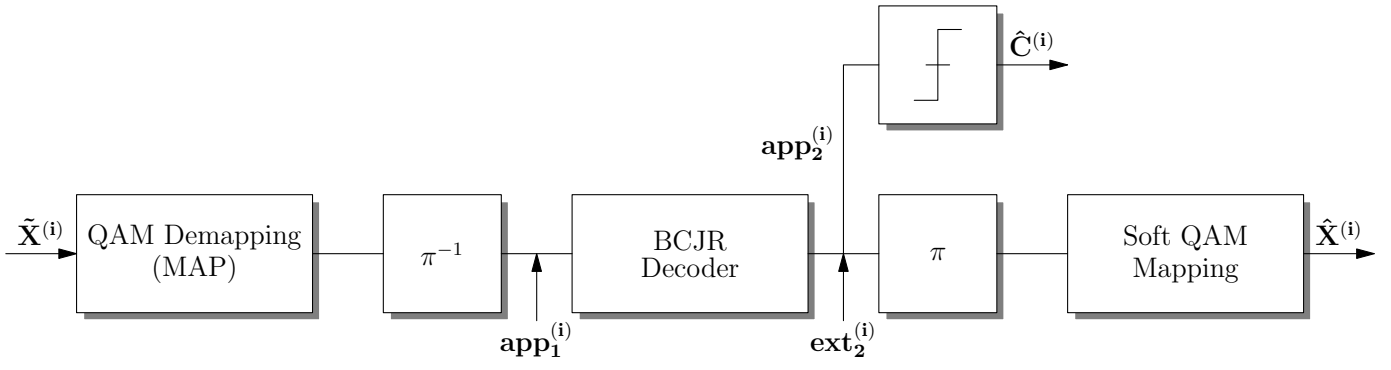 Ĉ⁽ⁱ⁾
app₂⁽ⁱ⁾
X̃⁽ⁱ⁾
QAM Demapping
(MAP)
π⁻¹
BCJR
Decoder
π
Soft QAM
Mapping
X̂⁽ⁱ⁾
app₁⁽ⁱ⁾
ext₂⁽ⁱ⁾